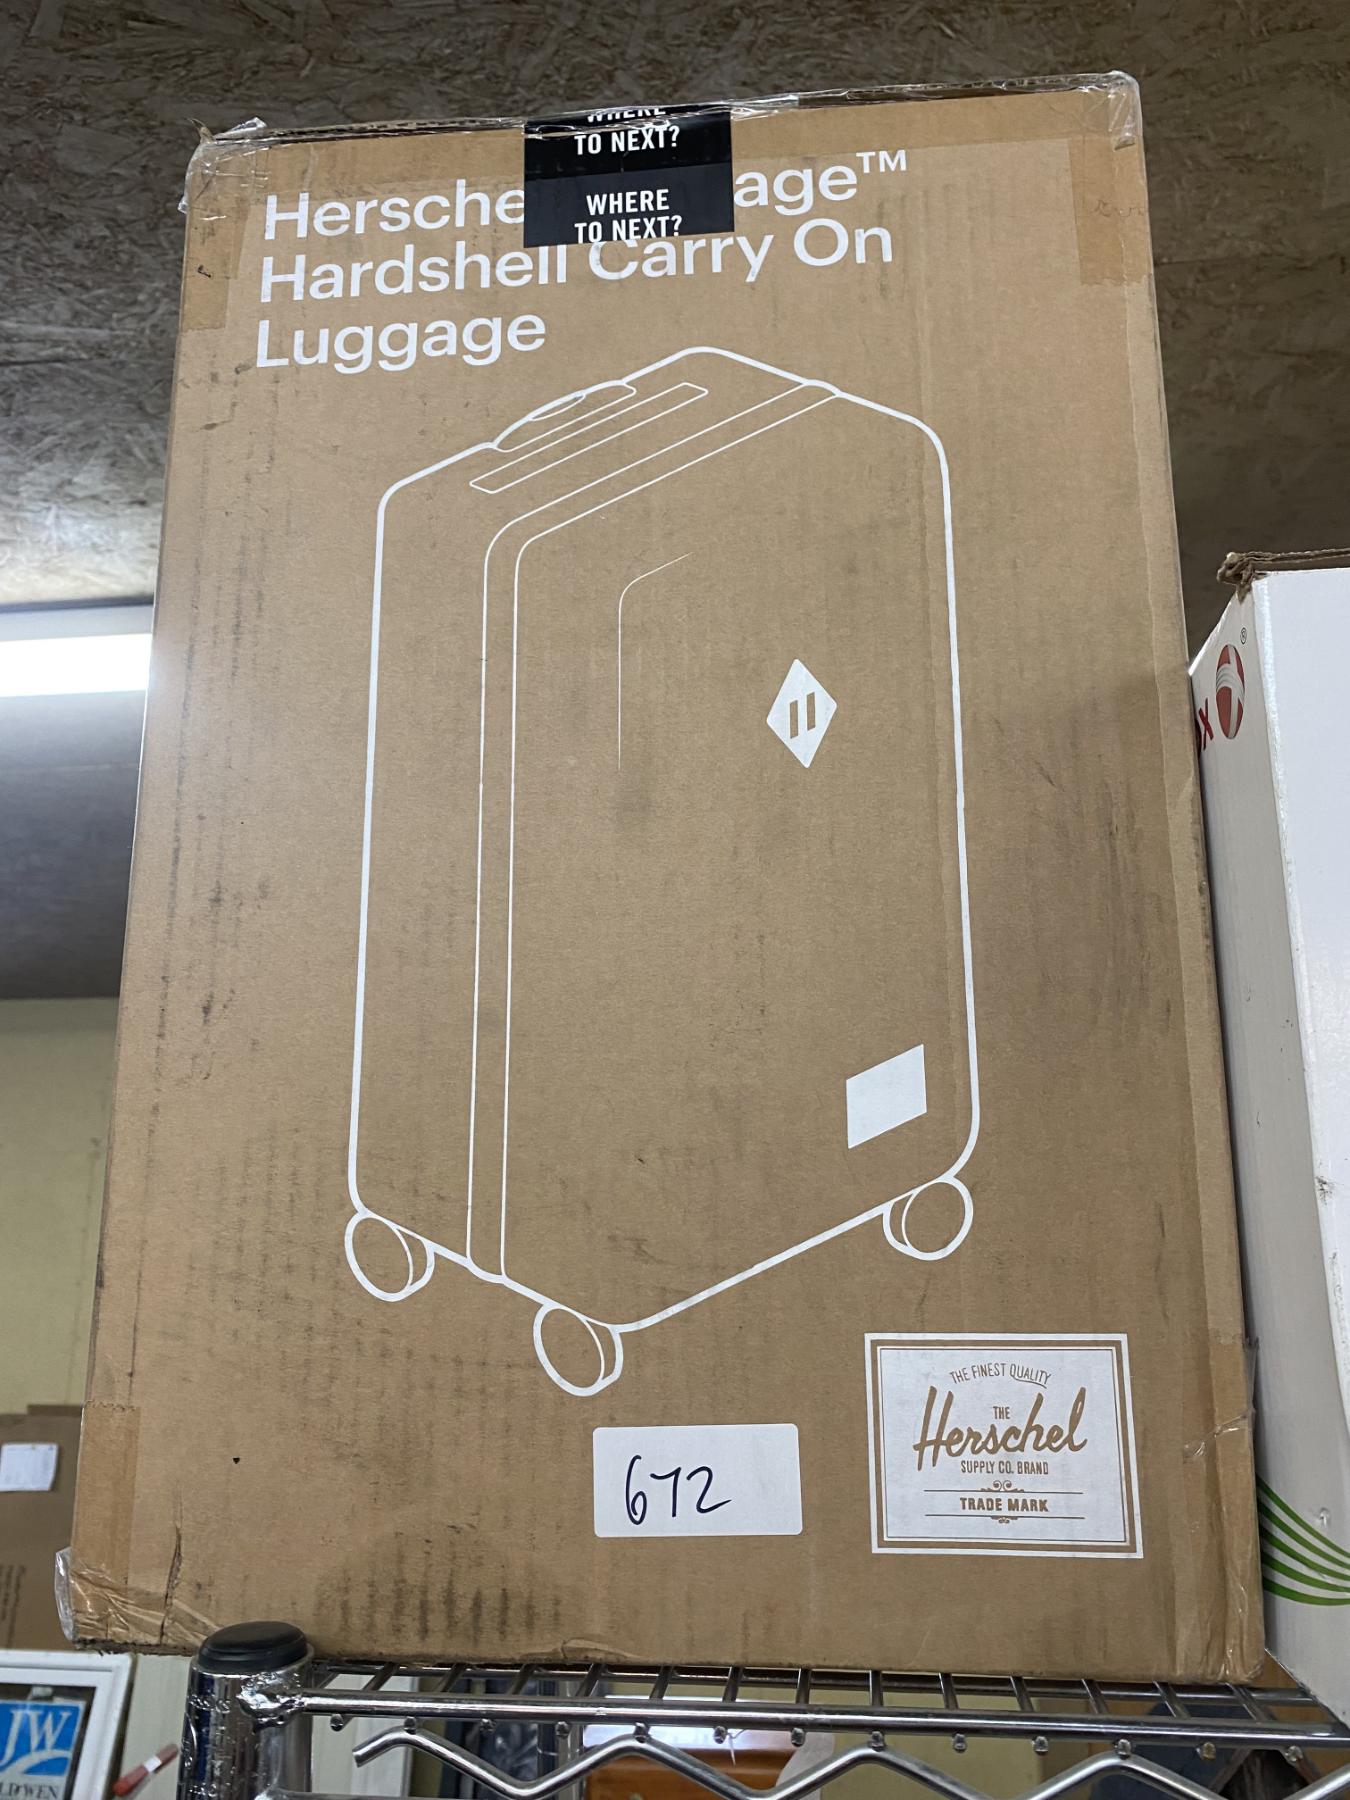 WHERE
TO NEXT?
WHERE
TO NEXT?
Hersche age™
Hardshell Carry On
Luggage
THE FINEST QUALITY
THE
Herschel
SUPPLY CO. BRAND
TRADE MARK
672
JW